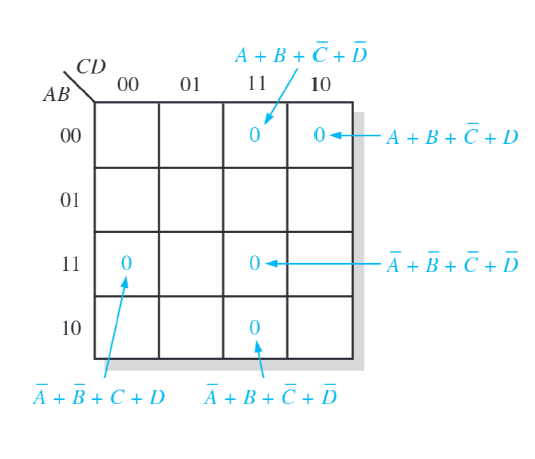 A + B + C̅ + D̅
CD
AB
00 01 11 10
00 0 0 A + B + C̅ + D
01
11 0 0 A̅ + B̅ + C̅ + D̅
10 0
A̅ + B̅ + C + D A̅ + B + C̅ + D̅